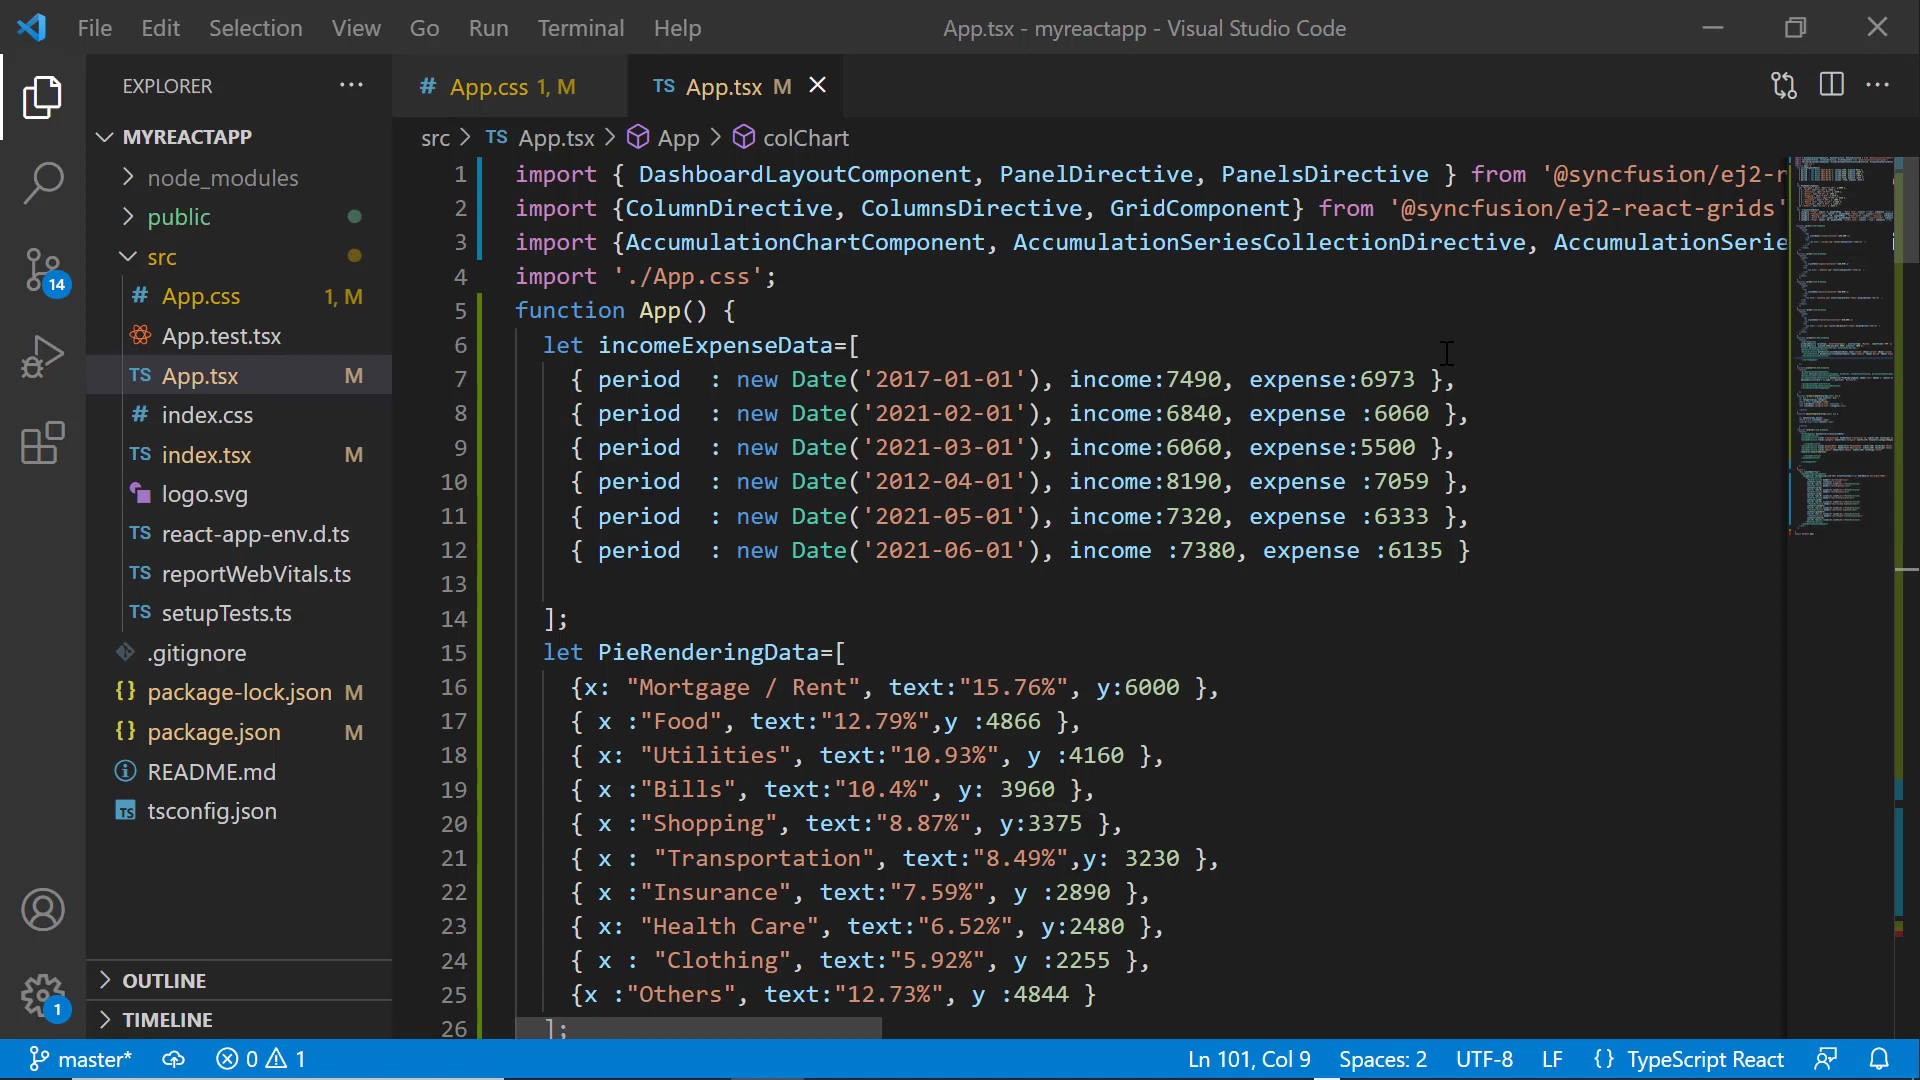 File Edit Selection View Go Run Terminal Help App.tsx - myreactapp - Visual Studio Code
EXPLORER
MYREACTAPP
node_modules
public
src
# App.css 1, M
App.test.tsx
TS App.tsx M
# index.css
TS index.tsx M
logo.svg
TS react-app-env.d.ts
TS reportWebVitals.ts
TS setupTests.ts
.gitignore
{} package-lock.json M
{} package.json M
README.md
TS tsconfig.json
OUTLINE
TIMELINE
14
1
# App.css 1, M TS App.tsx M
src > TS App.tsx > App > colChart
1 import { DashboardLayoutComponent, PanelDirective, PanelsDirective } from '@syncfusion/ej2-r
2 import {ColumnDirective, ColumnsDirective, GridComponent} from '@syncfusion/ej2-react-grids'
3 import {AccumulationChartComponent, AccumulationSeriesCollectionDirective, AccumulationSerie
4 import './App.css';
5 function App() {
6 let incomeExpenseData=[
7 { period  : new Date('2017-01-01'), income:7490, expense:6973 },
8 { period  : new Date('2021-02-01'), income:6840, expense :6060 },
9 { period  : new Date('2021-03-01'), income:6060, expense:5500 },
10 { period  : new Date('2012-04-01'), income:8190, expense :7059 },
11 { period  : new Date('2021-05-01'), income:7320, expense :6333 },
12 { period  : new Date('2021-06-01'), income :7380, expense :6135 }
13
14 ];
15 let PieRenderingData=[
16 {x: "Mortgage / Rent", text:"15.76%", y:6000 },
17 { x :"Food", text:"12.79%",y :4866 },
18 { x: "Utilities", text:"10.93%", y :4160 },
19 { x :"Bills", text:"10.4%", y: 3960 },
20 { x :"Shopping", text:"8.87%", y:3375 },
21 { x : "Transportation", text:"8.49%",y: 3230 },
22 { x :"Insurance", text:"7.59%", y :2890 },
23 { x: "Health Care", text:"6.52%", y:2480 },
24 { x : "Clothing", text:"5.92%", y :2255 },
25 {x :"Others", text:"12.73%", y :4844 }
26 ];
master* 0 1 Ln 101, Col 9 Spaces: 2 UTF-8 LF {} TypeScript React